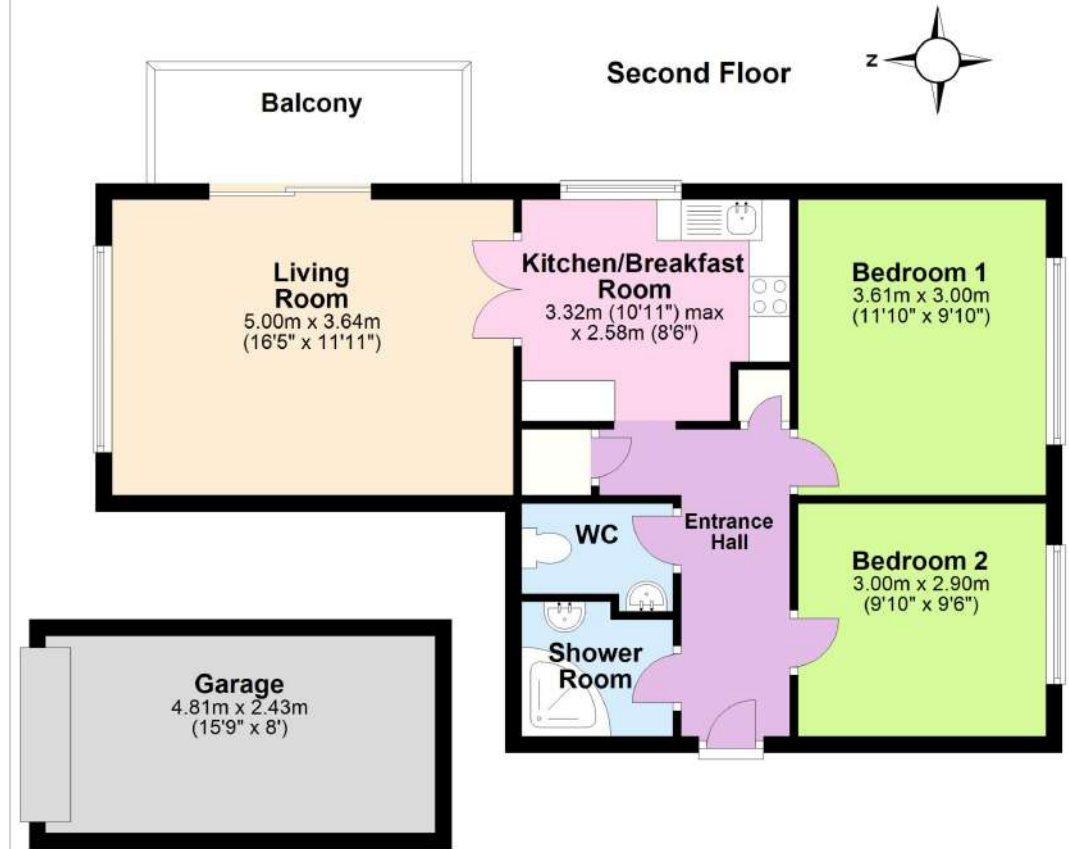 Second Floor
N
Balcony
Living
Room
5.00m x 3.64m
(16'5" x 11'11")
Kitchen/Breakfast
Room
3.32m (10'11") max
x 2.58m (8'6")
Bedroom 1
3.61m x 3.00m
(11'10" x 9'10")
WC
Entrance
Hall
Bedroom 2
3.00m x 2.90m
(9'10" x 9'6")
Shower
Room
Garage
4.81m x 2.43m
(15'9" x 8')